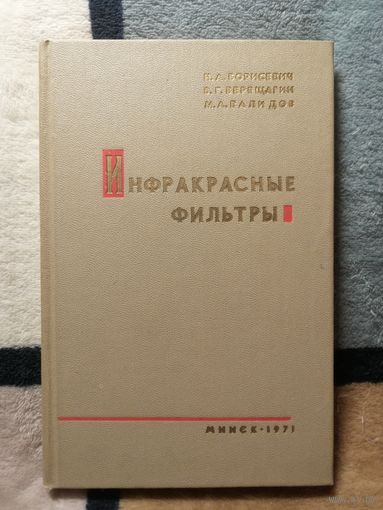 Н.А.БОРИСЕВИЧ
В.Г.ВЕРЕЩАГИН
М.А.ВАЛИДОВ
ИНФРАКРАСНЫЕ
ФИЛЬТРЫ
МИНСК·1971